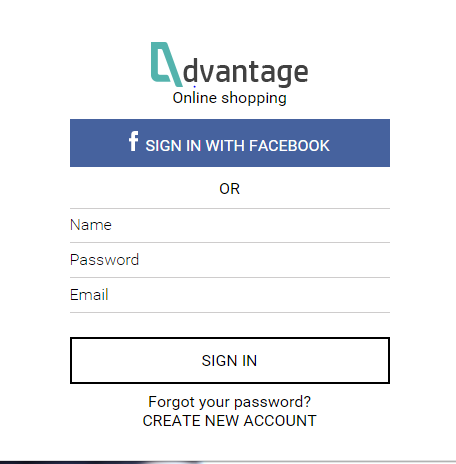 Advantage
Online shopping
f SIGN IN WITH FACEBOOK
OR
Name
Password
Email
SIGN IN
Forgot your password?
CREATE NEW ACCOUNT